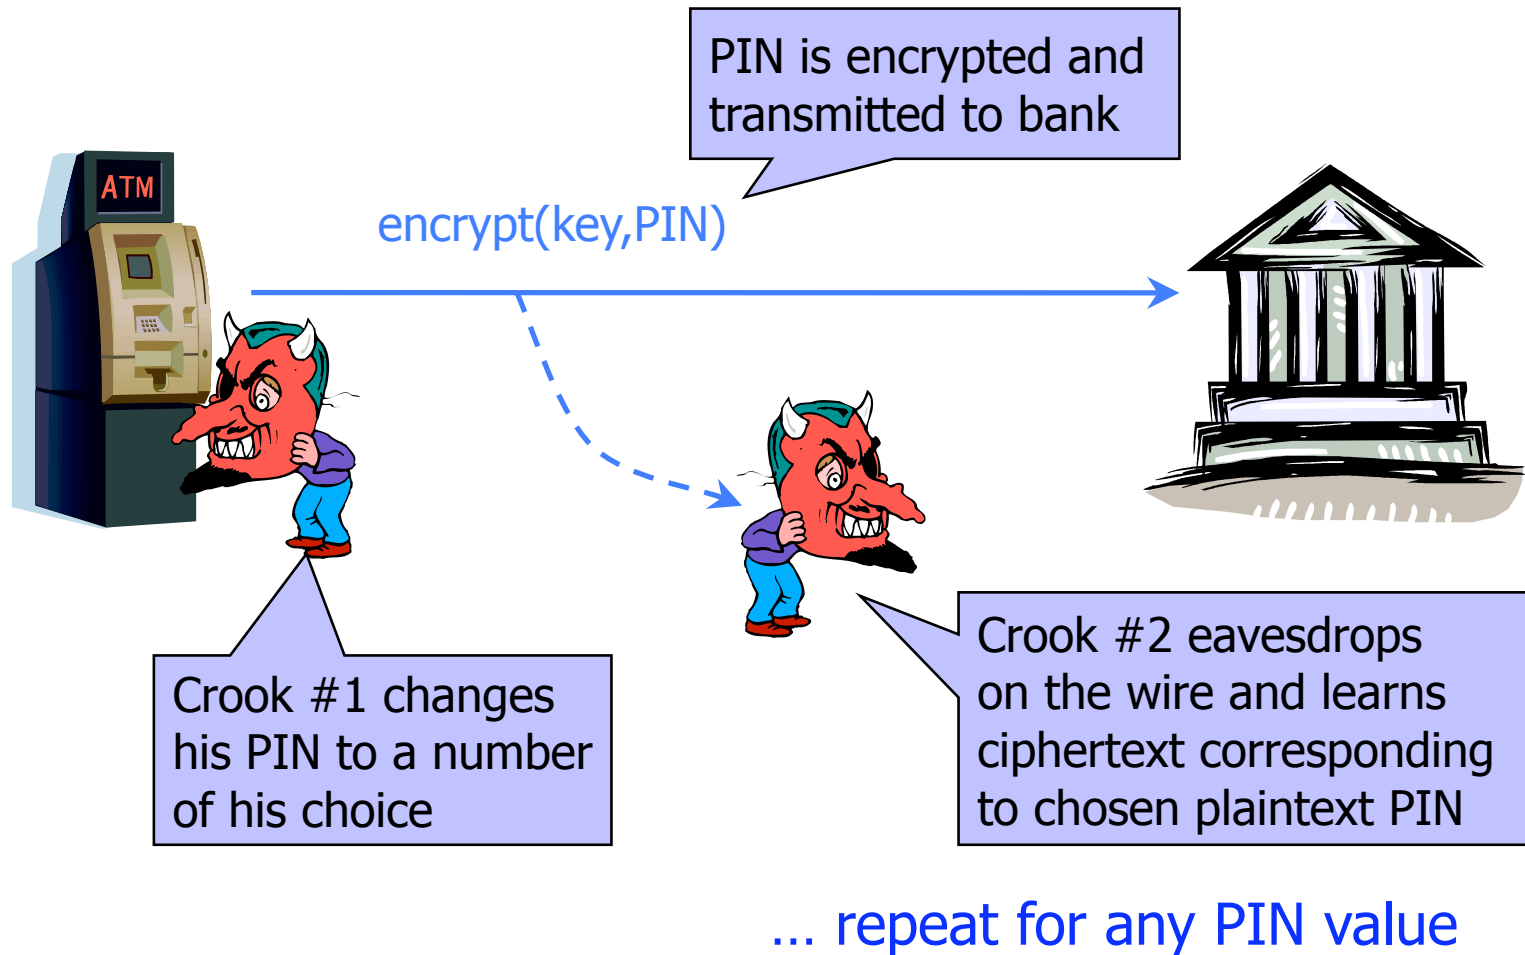 PIN is encrypted and
transmitted to bank
ATM
encrypt(key,PIN)
Crook #1 changes
his PIN to a number
of his choice
Crook #2 eavesdrops
on the wire and learns
ciphertext corresponding
to chosen plaintext PIN
... repeat for any PIN value